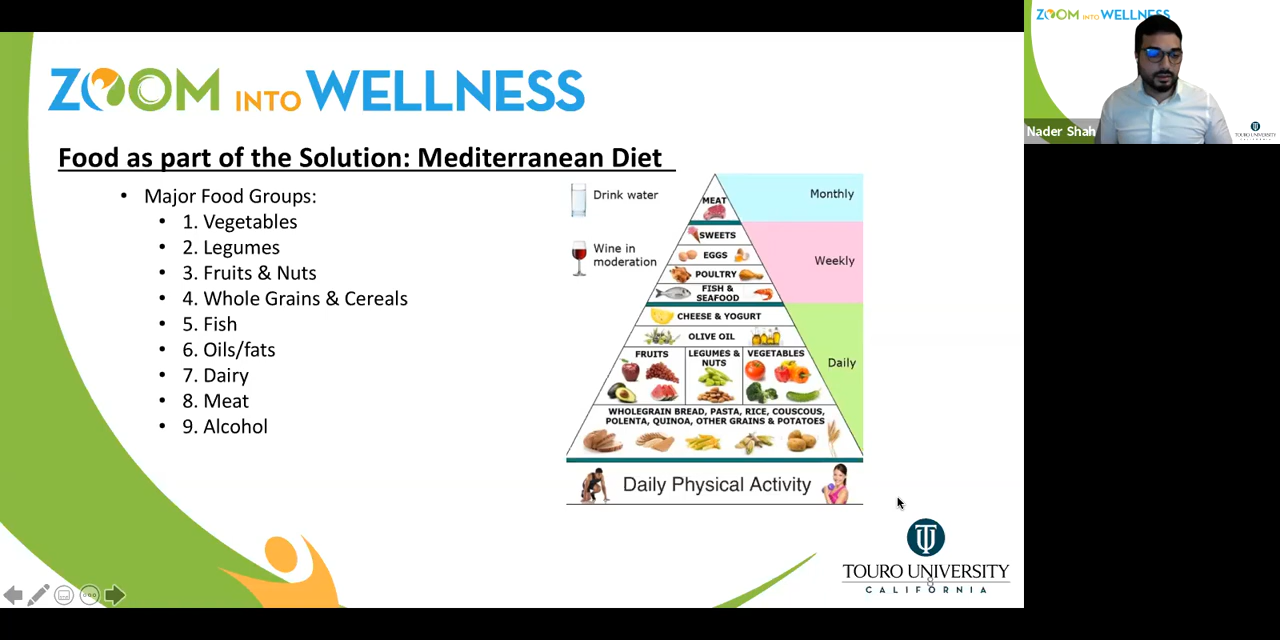 ZOOM INTO WELLNESS
Food as part of the Solution: Mediterranean Diet
• Major Food Groups:
• 1. Vegetables
• 2. Legumes
• 3. Fruits & Nuts
• 4. Whole Grains & Cereals
• 5. Fish
• 6. Oils/fats
• 7. Dairy
• 8. Meat
• 9. Alcohol
Drink water
Wine in
moderation
MEAT
SWEETS
EGGS
POULTRY
FISH &
SEAFOOD
CHEESE & YOGURT
OLIVE OIL
FRUITS
LEGUMES &
NUTS
VEGETABLES
WHOLEGRAIN BREAD, PASTA, RICE, COUSCOUS,
POLENTA, QUINOA, OTHER GRAINS & POTATOES
Monthly
Weekly
Daily
Daily Physical Activity
TOURO UNIVERSITY
CALIFORNIA
8
ZOOM INTO WELLNESS
Nader Shah
TOURO UNIVERSITY